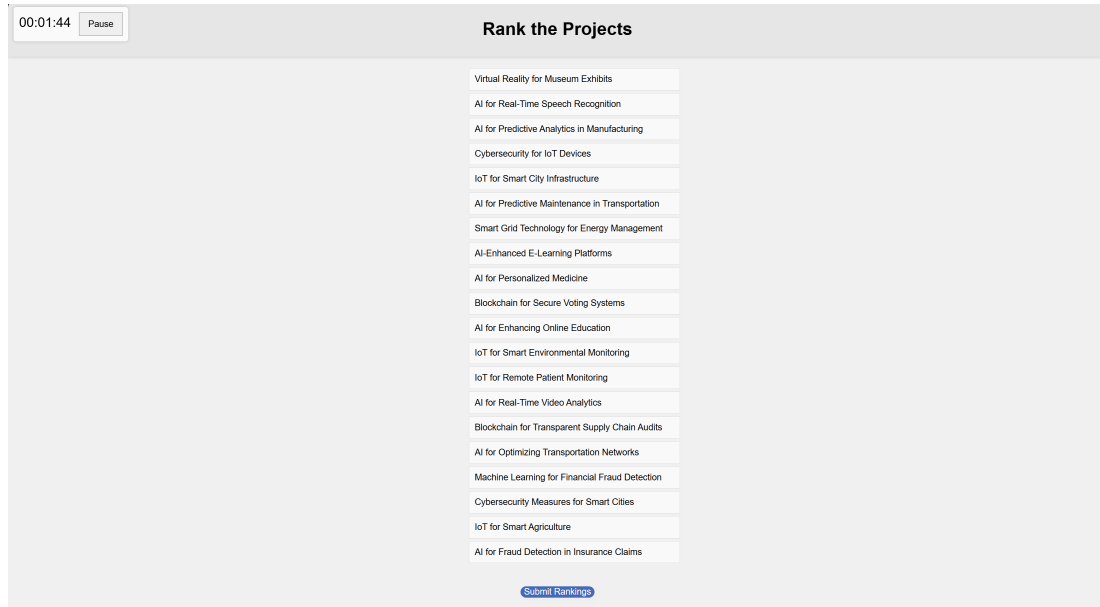 00:01:44 Pause
Rank the Projects
Virtual Reality for Museum Exhibits
AI for Real-Time Speech Recognition
AI for Predictive Analytics in Manufacturing
Cybersecurity for IoT Devices
IoT for Smart City Infrastructure
AI for Predictive Maintenance in Transportation
Smart Grid Technology for Energy Management
AI-Enhanced E-Learning Platforms
AI for Personalized Medicine
Blockchain for Secure Voting Systems
AI for Enhancing Online Education
IoT for Smart Environmental Monitoring
IoT for Remote Patient Monitoring
AI for Real-Time Video Analytics
Blockchain for Transparent Supply Chain Audits
AI for Optimizing Transportation Networks
Machine Learning for Financial Fraud Detection
Cybersecurity Measures for Smart Cities
IoT for Smart Agriculture
AI for Fraud Detection in Insurance Claims
Submit Rankings